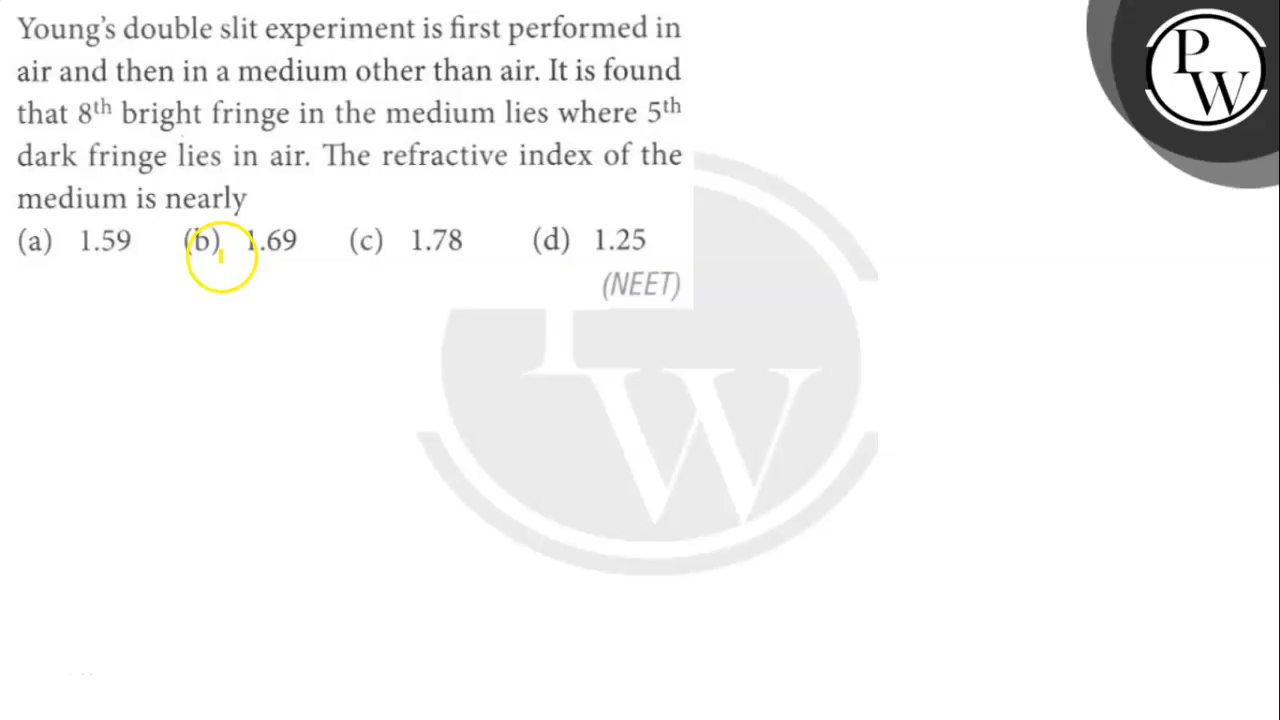 Young's double slit experiment is first performed in
air and then in a medium other than air. It is found
that 8th bright fringe in the medium lies where 5th
dark fringe lies in air. The refractive index of the
medium is nearly
(a) 1.59 (b) 1.69 (c) 1.78 (d) 1.25
(NEET)
P
W
W